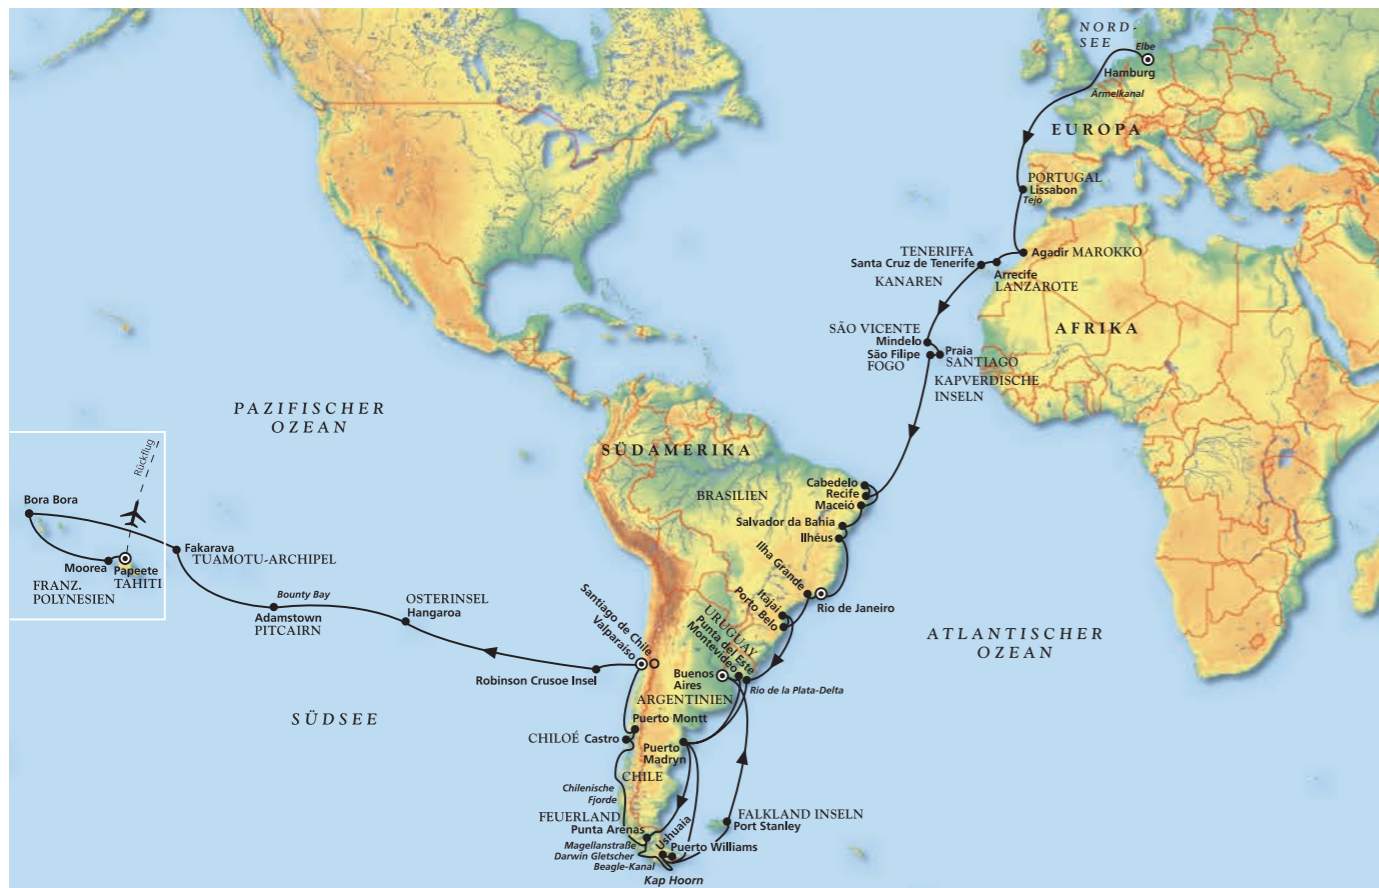 NORD-
SEE
Elbe
Hamburg
Ärmelkanal
EUROPA
PORTUGAL
Lissabon
Tejo
Agadir MAROKKO
TENERIFFA
Santa Cruz de Tenerife
Arrecife
LANZAROTE
KANAREN
AFRIKA
SÃO VICENTE
Mindelo
São Filipe
FOGO
Praia
SANTIAGO
KAPVERDISCHE
INSELN
PAZIFISCHER
OZEAN
SÜDAMERIKA
BRASILIEN
Cabedelo
Recife
Maceió
Salvador da Bahia
Ilhéus
Ilha Grande
Rio de Janeiro
Itajaí
Porto Belo
URUGUAY
Punta del Este
Montevideo
Rio de la Plata-Delta
Buenos
Aires
ARGENTINIEN
ATLANTISCHER
OZEAN
Rückflug
Bora Bora
Fakarava
TUAMOTU-ARCHIPEL
Moorea
Papeete
TAHITI
FRANZ.
POLYNESIEN
Bounty Bay
Adamstown
PITCAIRN
OSTERINSEL
Hangaroa
Santiago de Chile
Valparaíso
Robinson Crusoe Insel
SÜDSEE
Puerto Montt
CHILOÉ Castro
Puerto
Madryn
CHILE
Chilenische
Fjorde
FEUERLAND
Punta Arenas
Magellanstraße
Darwin Gletscher
Beagle-Kanal
Ushuaia
Puerto Williams
Kap Hoorn
FALKLAND INSELN
Port Stanley